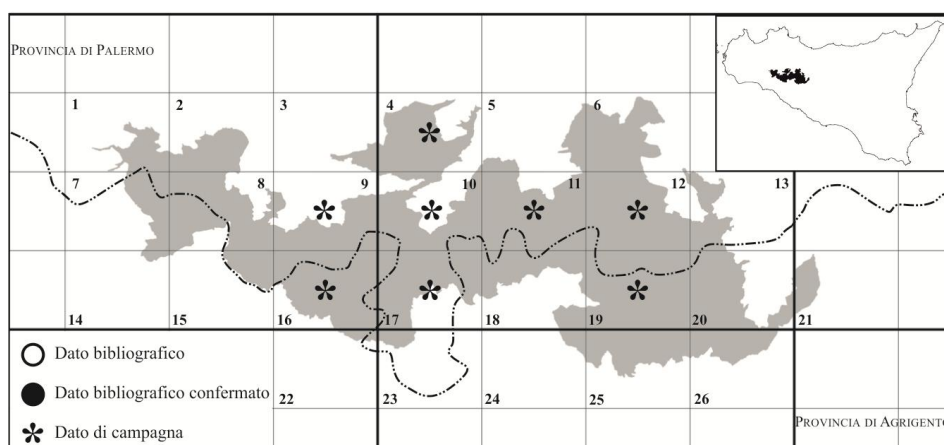 PROVINCIA DI PALERMO
1 2 3 4 5 6
7 8 9 10 11 12 13
14 15 16 17 18 19 20 21
Dato bibliografico
Dato bibliografico confermato
22 23 24 25 26
Dato di campagna
PROVINCIA DI AGRIGENTO